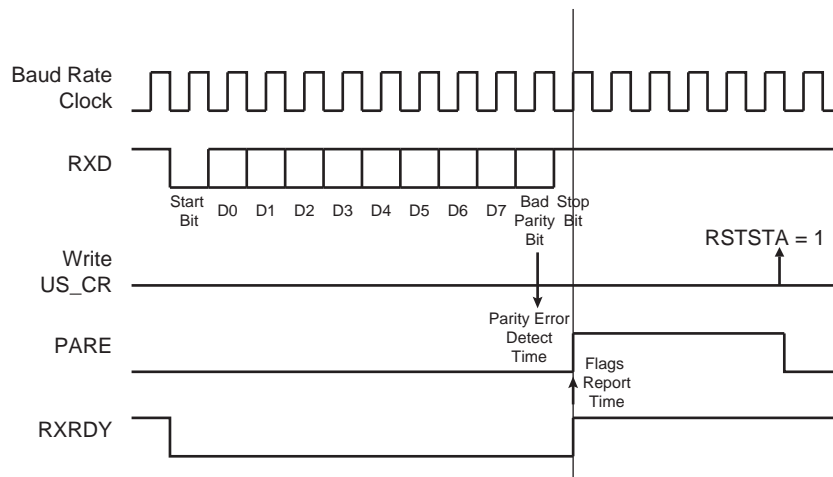 Baud Rate
Clock
RXD
Start
Bit
D0 D1 D2 D3 D4 D5 D6 D7
Bad
Parity
Bit
Stop
Bit
Write
US_CR
RSTSTA = 1
Parity Error
Detect
Time
PARE
Flags
Report
Time
RXRDY